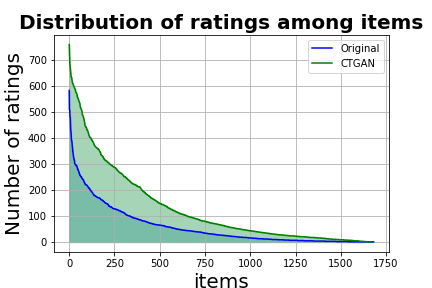 Distribution of ratings among items
Original
CTGAN
Number of ratings
700
600
500
400
300
200
100
0
0 250 500 750 1000 1250 1500 1750
items